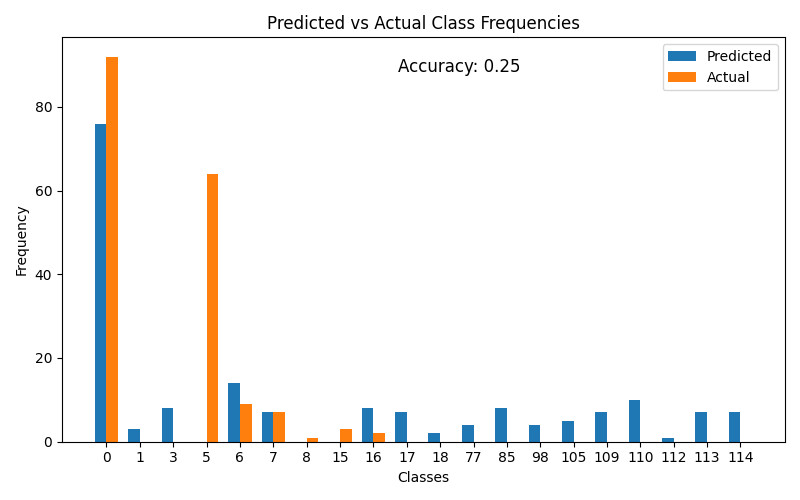 Predicted vs Actual Class Frequencies
Accuracy: 0.25
Predicted
Actual
Frequency
80
60
40
20
0
0 1 3 5 6 7 8 15 16 17 18 77 85 98 105 109 110 112 113 114
Classes